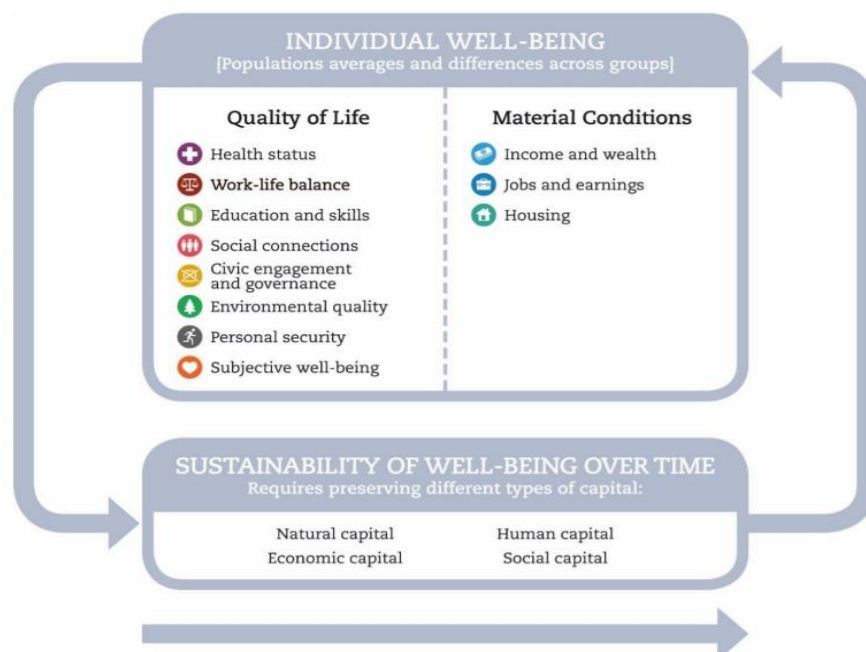 INDIVIDUAL WELL-BEING
[Populations averages and differences across groups]
Quality of Life
Health status
Work-life balance
Education and skills
Social connections
Civic engagement
and governance
Environmental quality
Personal security
Subjective well-being
Material Conditions
Income and wealth
Jobs and earnings
Housing
SUSTAINABILITY OF WELL-BEING OVER TIME
Requires preserving different types of capital:
Natural capital
Human capital
Economic capital
Social capital